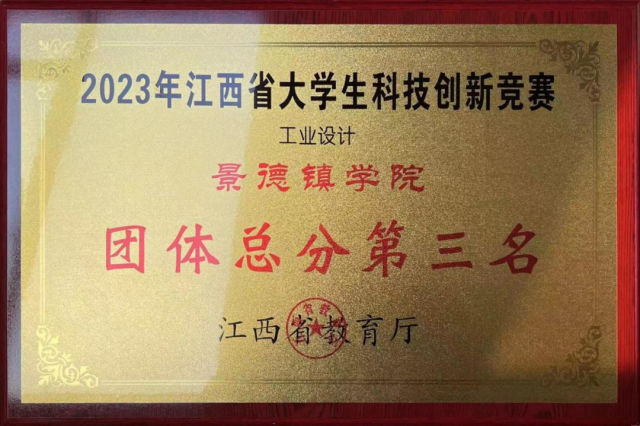 2023年江西省大学生科技创新竞赛
工业设计
景德镇学院
团体总分第三名
江西省教育厅